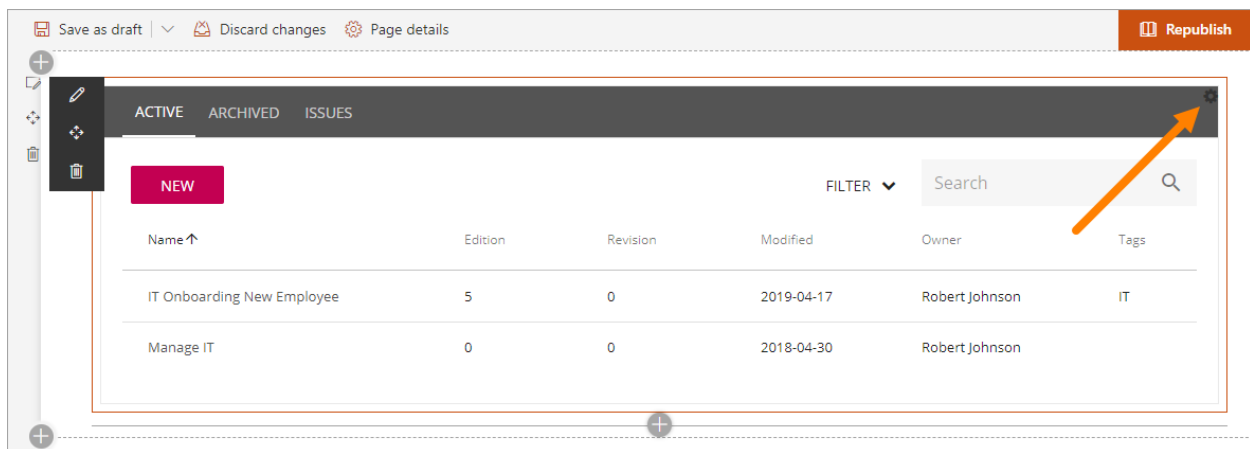 Save as draft Discard changes Page details Republish
ACTIVE ARCHIVED ISSUES
NEW FILTER Search
Name Edition Revision Modified Owner Tags
IT Onboarding New Employee 5 0 2019-04-17 Robert Johnson IT
Manage IT 0 0 2018-04-30 Robert Johnson